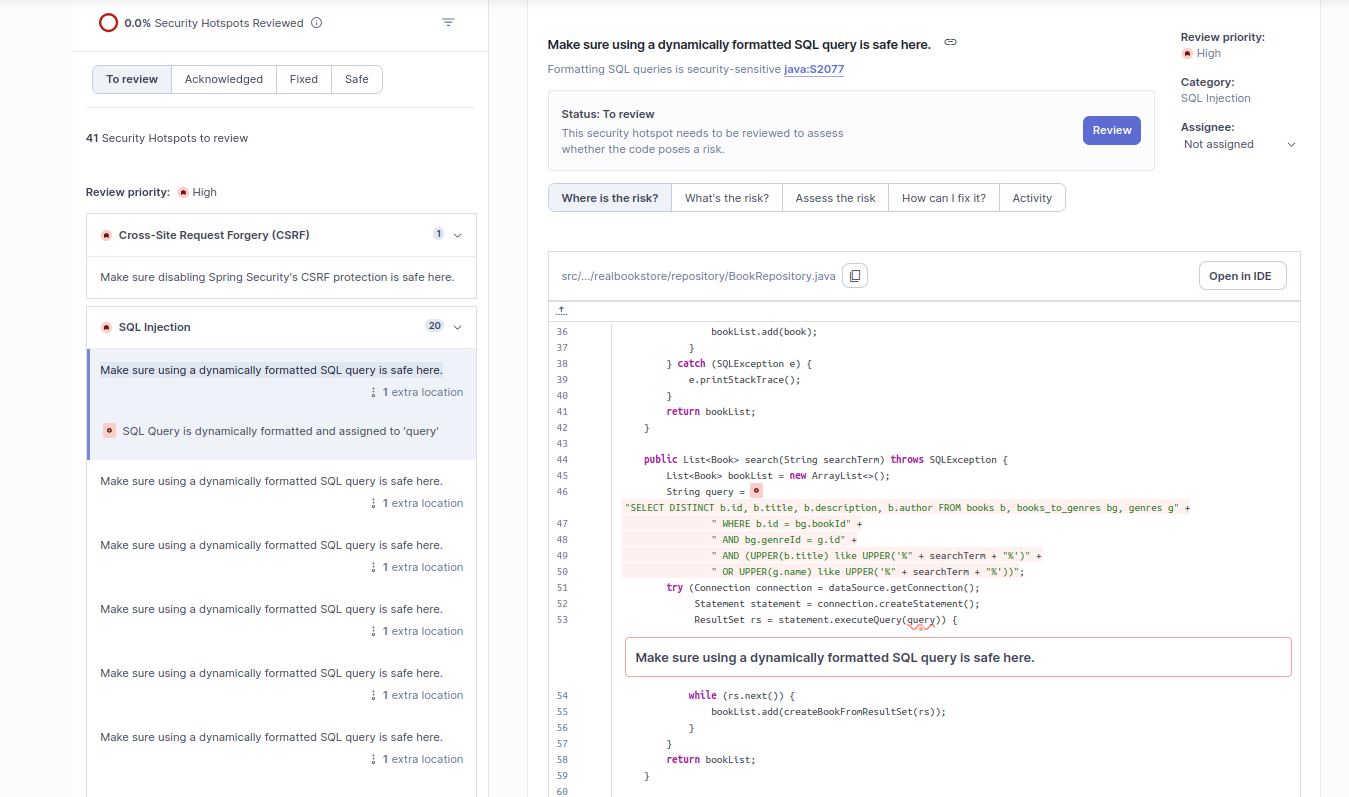 0.0% Security Hotspots Reviewed
To review
Acknowledged
Fixed
Safe
41 Security Hotspots to review
Review priority: High
Cross-Site Request Forgery (CSRF) 1
Make sure disabling Spring Security's CSRF protection is safe here.
SQL Injection 20
Make sure using a dynamically formatted SQL query is safe here.
1 extra location
SQL Query is dynamically formatted and assigned to 'query'
Make sure using a dynamically formatted SQL query is safe here.
1 extra location
Make sure using a dynamically formatted SQL query is safe here.
1 extra location
Make sure using a dynamically formatted SQL query is safe here.
1 extra location
Make sure using a dynamically formatted SQL query is safe here.
1 extra location
Make sure using a dynamically formatted SQL query is safe here.
1 extra location
Make sure using a dynamically formatted SQL query is safe here.
Formatting SQL queries is security-sensitive java:S2077
Status: To review
This security hotspot needs to be reviewed to assess
whether the code poses a risk.
Review
Review priority:
High
Category:
SQL Injection
Assignee:
Not assigned
Where is the risk?
What's the risk?
Assess the risk
How can I fix it?
Activity
src/.../realbookstore/repository/BookRepository.java
Open in IDE
36 bookList.add(book);
37 }
38 } catch (SQLException e) {
39 e.printStackTrace();
40 }
41 return bookList;
42 }
43
44 public List<Book> search(String searchTerm) throws SQLException {
45 List<Book> bookList = new ArrayList<>();
46 String query =
"SELECT DISTINCT b.id, b.title, b.description, b.author FROM books b, books_to_genres bg, genres g" +
47 " WHERE b.id = bg.bookId" +
48 " AND bg.genreId = g.id" +
49 " AND (UPPER(b.title) like UPPER('%" + searchTerm + "%')" +
50 " OR UPPER(g.name) like UPPER('%" + searchTerm + "%'))";
51 try (Connection connection = dataSource.getConnection();
52 Statement statement = connection.createStatement();
53 ResultSet rs = statement.executeQuery(query)) {
Make sure using a dynamically formatted SQL query is safe here.
54 while (rs.next()) {
55 bookList.add(createBookFromResultSet(rs));
56 }
57 }
58 return bookList;
59 }
60